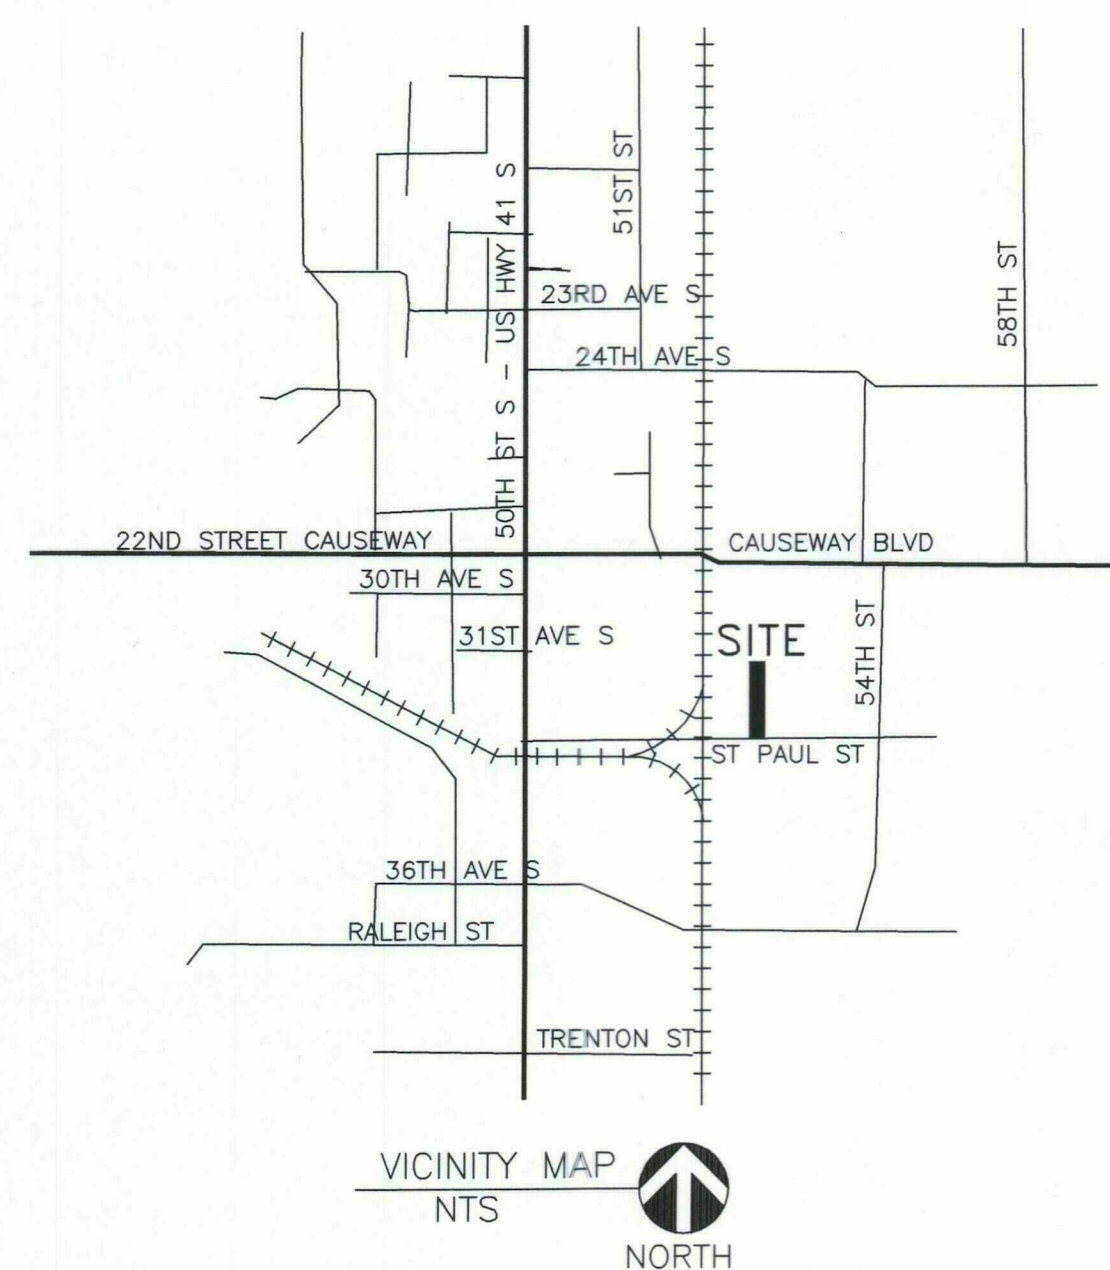 51ST ST
50TH ST S - US HWY 41 S
58TH ST
23RD AVE S
24TH AVE S
22ND STREET CAUSEWAY
CAUSEWAY BLVD
30TH AVE S
31ST AVE S
SITE
54TH ST
ST PAUL ST
36TH AVE S
RALEIGH ST
TRENTON ST
VICINITY MAP
NTS
NORTH